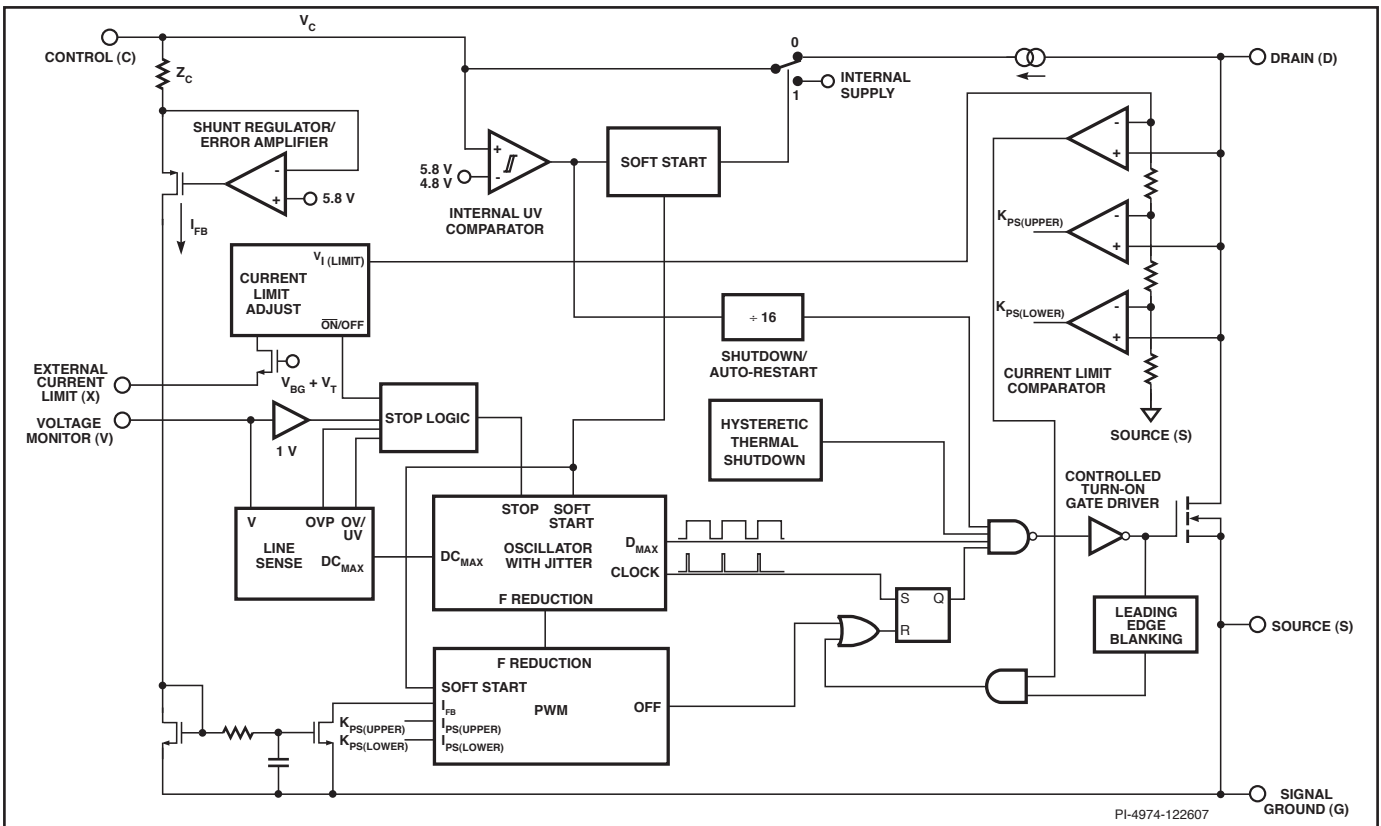 V_C
CONTROL (C)
Z_C
0
1
INTERNAL
SUPPLY
DRAIN (D)
SHUNT REGULATOR/
ERROR AMPLIFIER
-
+
5.8 V
I_FB
+
-
5.8 V
4.8 V
INTERNAL UV
COMPARATOR
SOFT START
-
+
K_PS(UPPER)
-
+
K_PS(LOWER)
-
+
CURRENT LIMIT
COMPARATOR
SOURCE (S)
V_I (LIMIT)
CURRENT
LIMIT
ADJUST
O̅N̅/OFF
÷ 16
SHUTDOWN/
AUTO-RESTART
V_BG + V_T
EXTERNAL
CURRENT
LIMIT (X)
VOLTAGE
MONITOR (V)
1 V
STOP LOGIC
HYSTERETIC
THERMAL
SHUTDOWN
CONTROLLED
TURN-ON
GATE DRIVER
V
OVP
OV/
UV
LINE
SENSE
DC_MAX
STOP
SOFT
START
DC_MAX
OSCILLATOR
WITH JITTER
D_MAX
CLOCK
F REDUCTION
S
Q
R
LEADING
EDGE
BLANKING
SOURCE (S)
F REDUCTION
SOFT START
I_FB
PWM
OFF
K_PS(UPPER)
I_PS(UPPER)
K_PS(LOWER)
I_PS(LOWER)
SIGNAL
GROUND (G)
PI-4974-122607